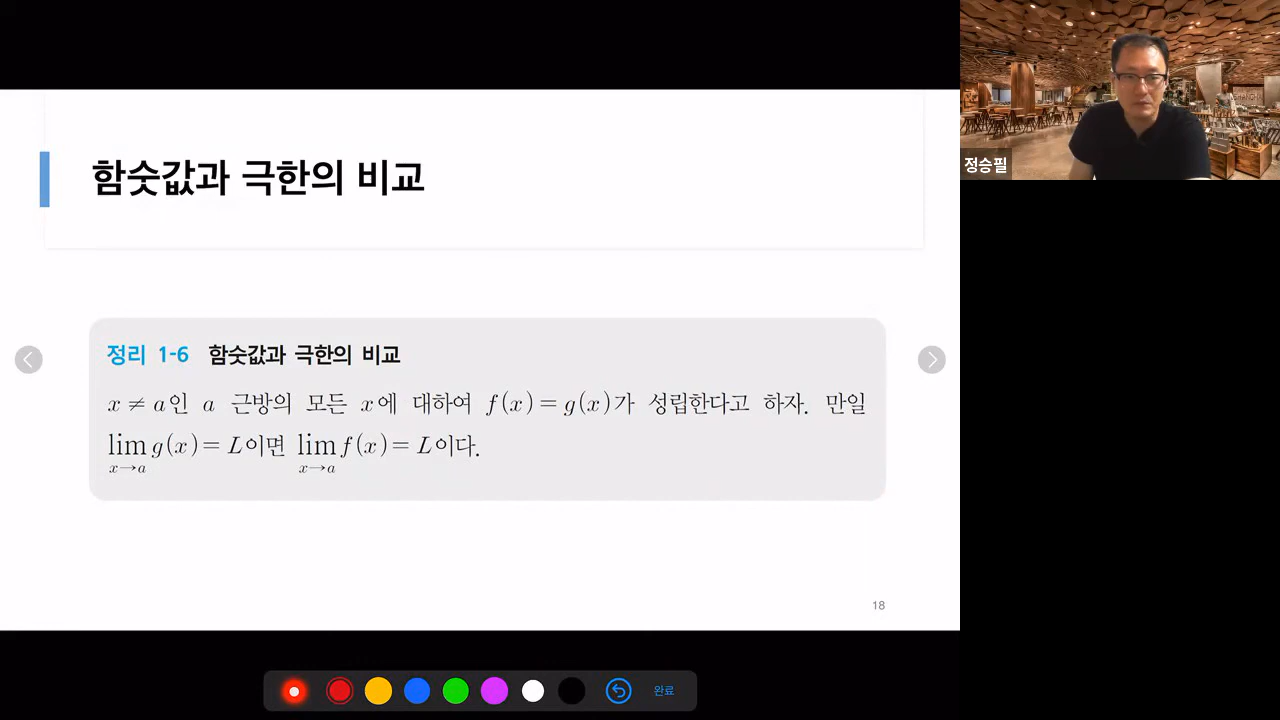 함숫값과 극한의 비교
정리 1-6 함숫값과 극한의 비교
x ≠ a인 a 근방의 모든 x에 대하여 f(x) = g(x)가 성립한다고 하자. 만일
lim_{x→a} g(x) = L이면 lim_{x→a} f(x) = L이다.
18
완료
정승필